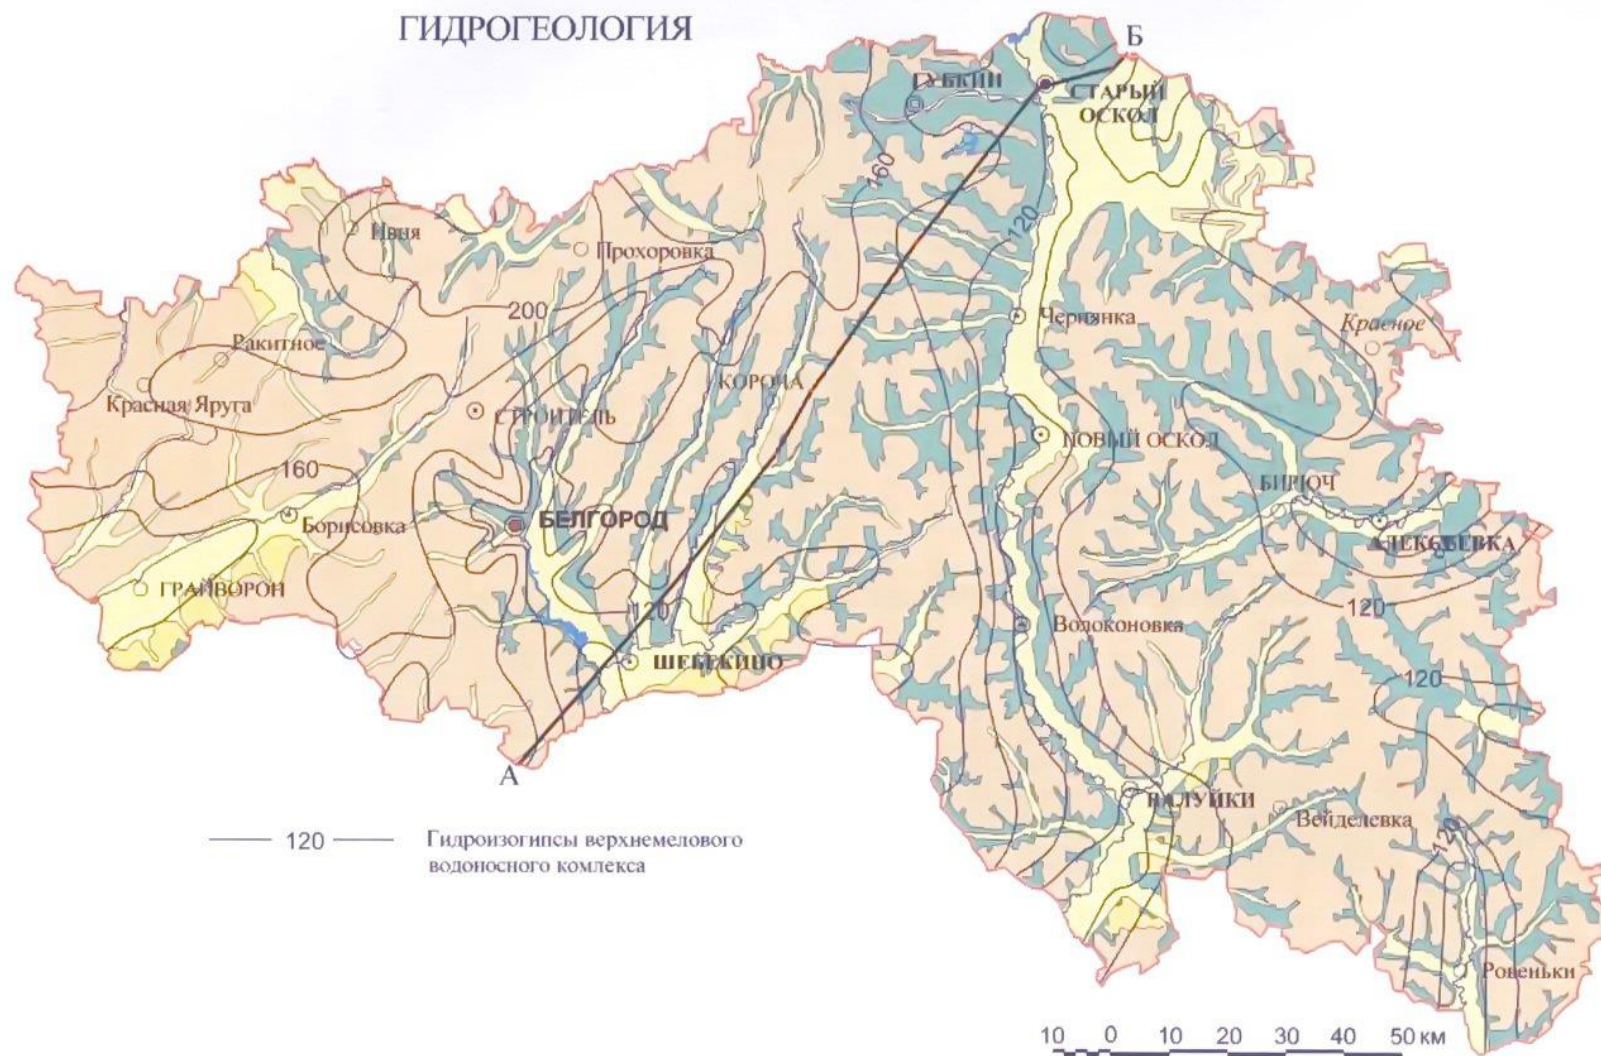 ГИДРОГЕОЛОГИЯ
Б
ГУБКИН
СТАРЫЙ
ОСКОЛ
160
120
Ивня
Прохоровка
200
Чернянка
Красное
Ракитное
КОРОЧА
Красная Яруга
СТРОИТЕЛЬ
НОВЫЙ ОСКОЛ
160
БИРЮЧ
БЕЛГОРОД
Борисовка
АЛЕКСЕЕВКА
ГРАЙВОРОН
120
120
Волоконовка
ШЕБЕКИНО
120
А
ВАЛУЙКИ
Вейделевка
120
120
Гидроизогипсы верхнемелового
водоносного комлекса
Ровеньки
10 0 10 20 30 40 50 км